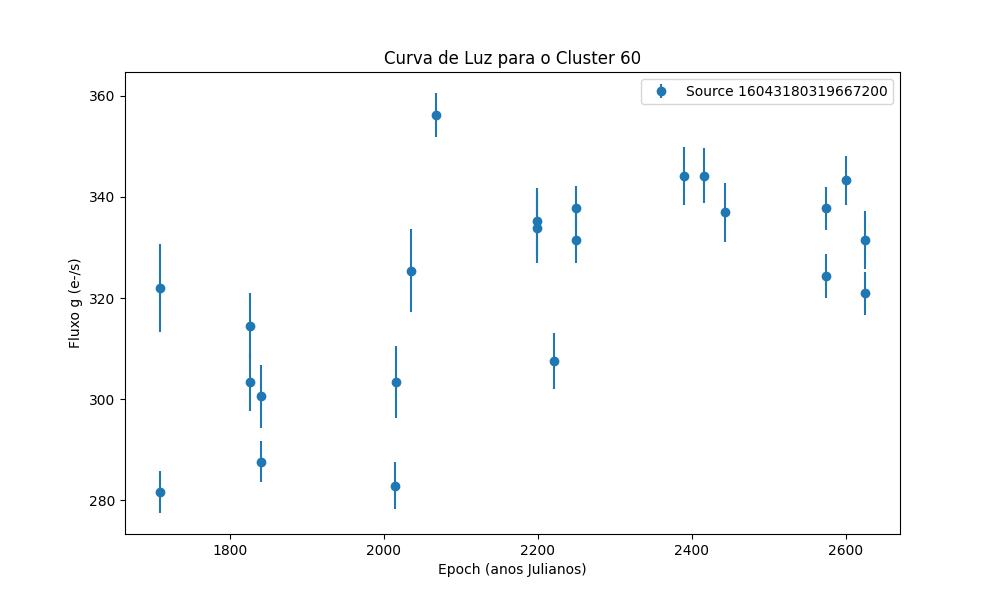 Curva de Luz para o Cluster 60
Source 16043180319667200
360
340
320
300
280
Fluxo g (e-/s)
1800 2000 2200 2400 2600
Epoch (anos Julianos)